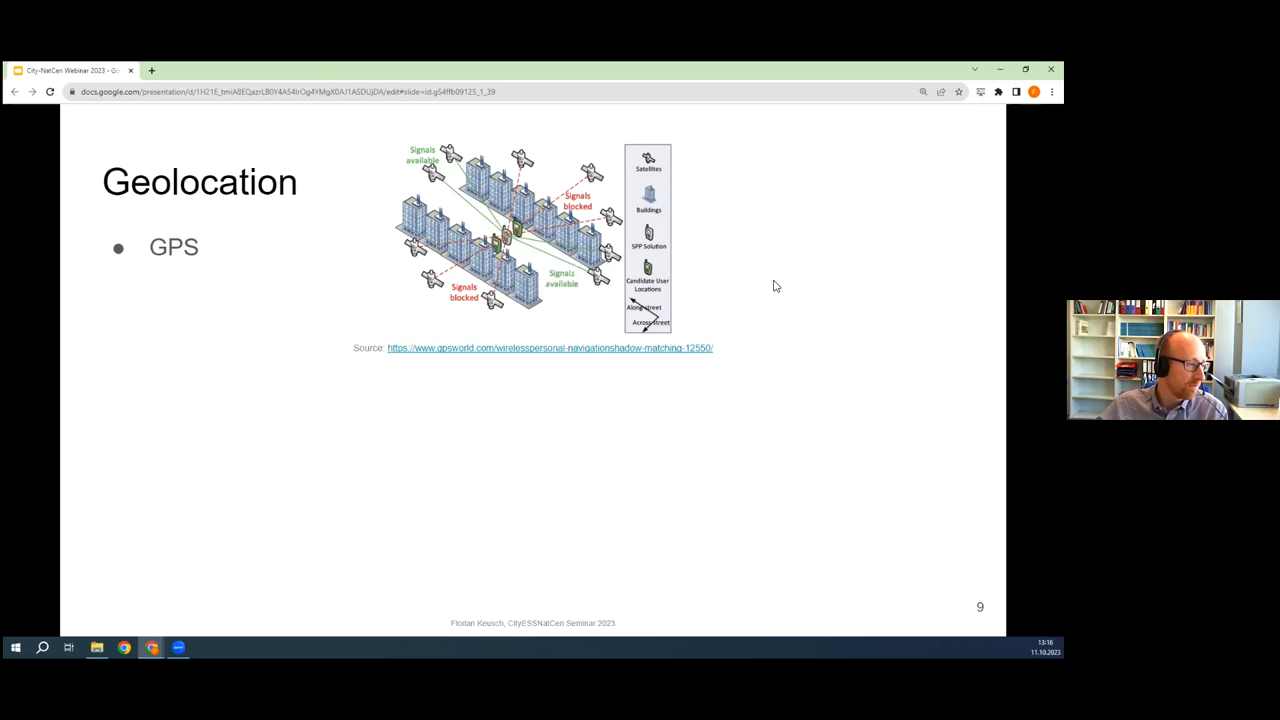 City-NatCen Webinar 2023 - Go
docs.google.com/presentation/d/1H21E_tmiA8EQazrLB0Y4A54IrOg4YMgX0AJ1ASDUjDA/edit#slide=id.g54ffb09125_1_39
Geolocation
● GPS
Signals
available
Signals
blocked
Signals
blocked
Signals
available
Satellites
Buildings
SPP Solution
Candidate User
Locations
Along street
Across street
Source: https://www.gpsworld.com/wirelesspersonal-navigationshadow-matching-12550/
9
Florian Keusch, CityESSNatCen Seminar 2023
13:16
11.10.2023